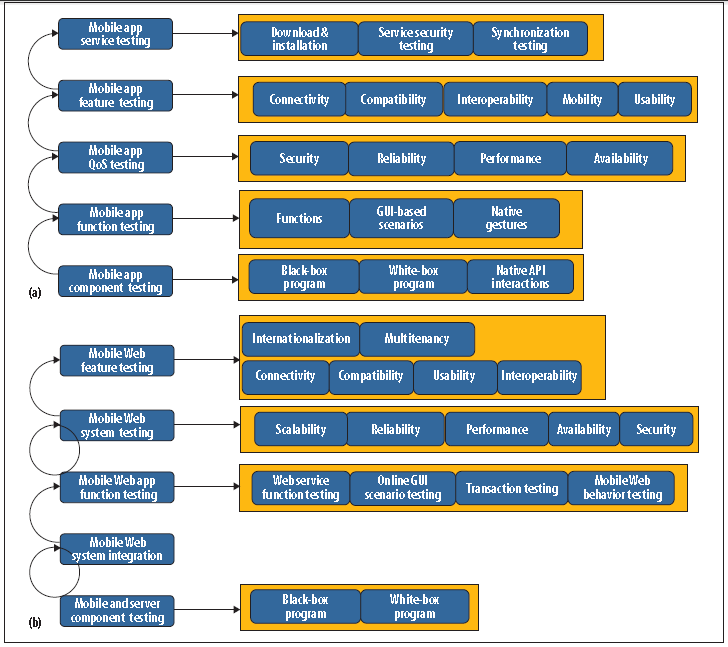 Mobile app
service testing
Download &
installation
Service security
testing
Synchronization
testing
Mobile app
feature testing
Connectivity
Compatibility
Interoperability
Mobility
Usability
Mobile app
QoS testing
Security
Reliability
Performance
Availability
Mobile app
function testing
Functions
GUI-based
scenarios
Native
gestures
Mobile app
component testing
Black-box
program
White-box
program
Native API
interactions
(a)
Mobile Web
feature testing
Internationalization
Multitenancy
Connectivity
Compatibility
Usability
Interoperability
Mobile Web
system testing
Scalability
Reliability
Performance
Availability
Security
Mobile Web app
function testing
Web service
function testing
Online GUI
scenario testing
Transaction testing
Mobile Web
behavior testing
Mobile Web
system integration
Mobile and server
component testing
Black-box
program
White-box
program
(b)